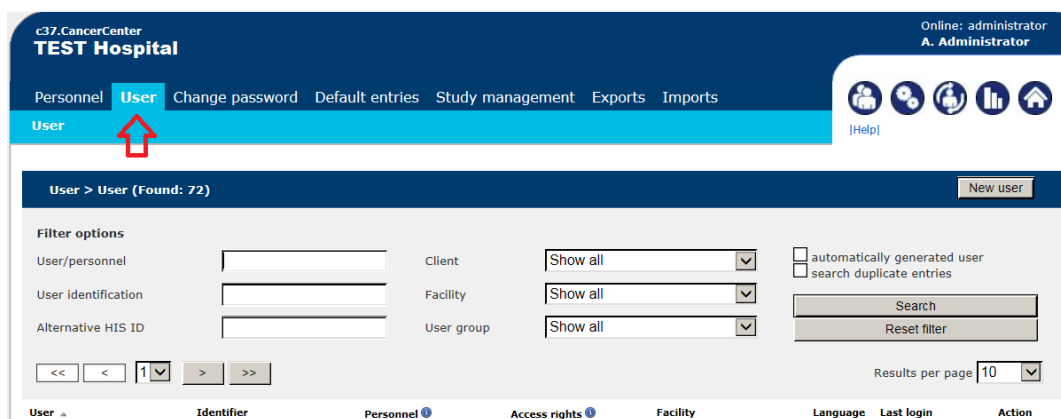 c37.CancerCenter
TEST Hospital
Online: administrator
A. Administrator
Personnel User Change password Default entries Study management Exports Imports
User
|Help|
User > User (Found: 72)
New user
Filter options
User/personnel Client Show all automatically generated user
search duplicate entries
User identification Facility Show all Search
Alternative HIS ID User group Show all Reset filter
<< < 1 > >> Results per page 10
User Identifier Personnel Access rights Facility Language Last login Action